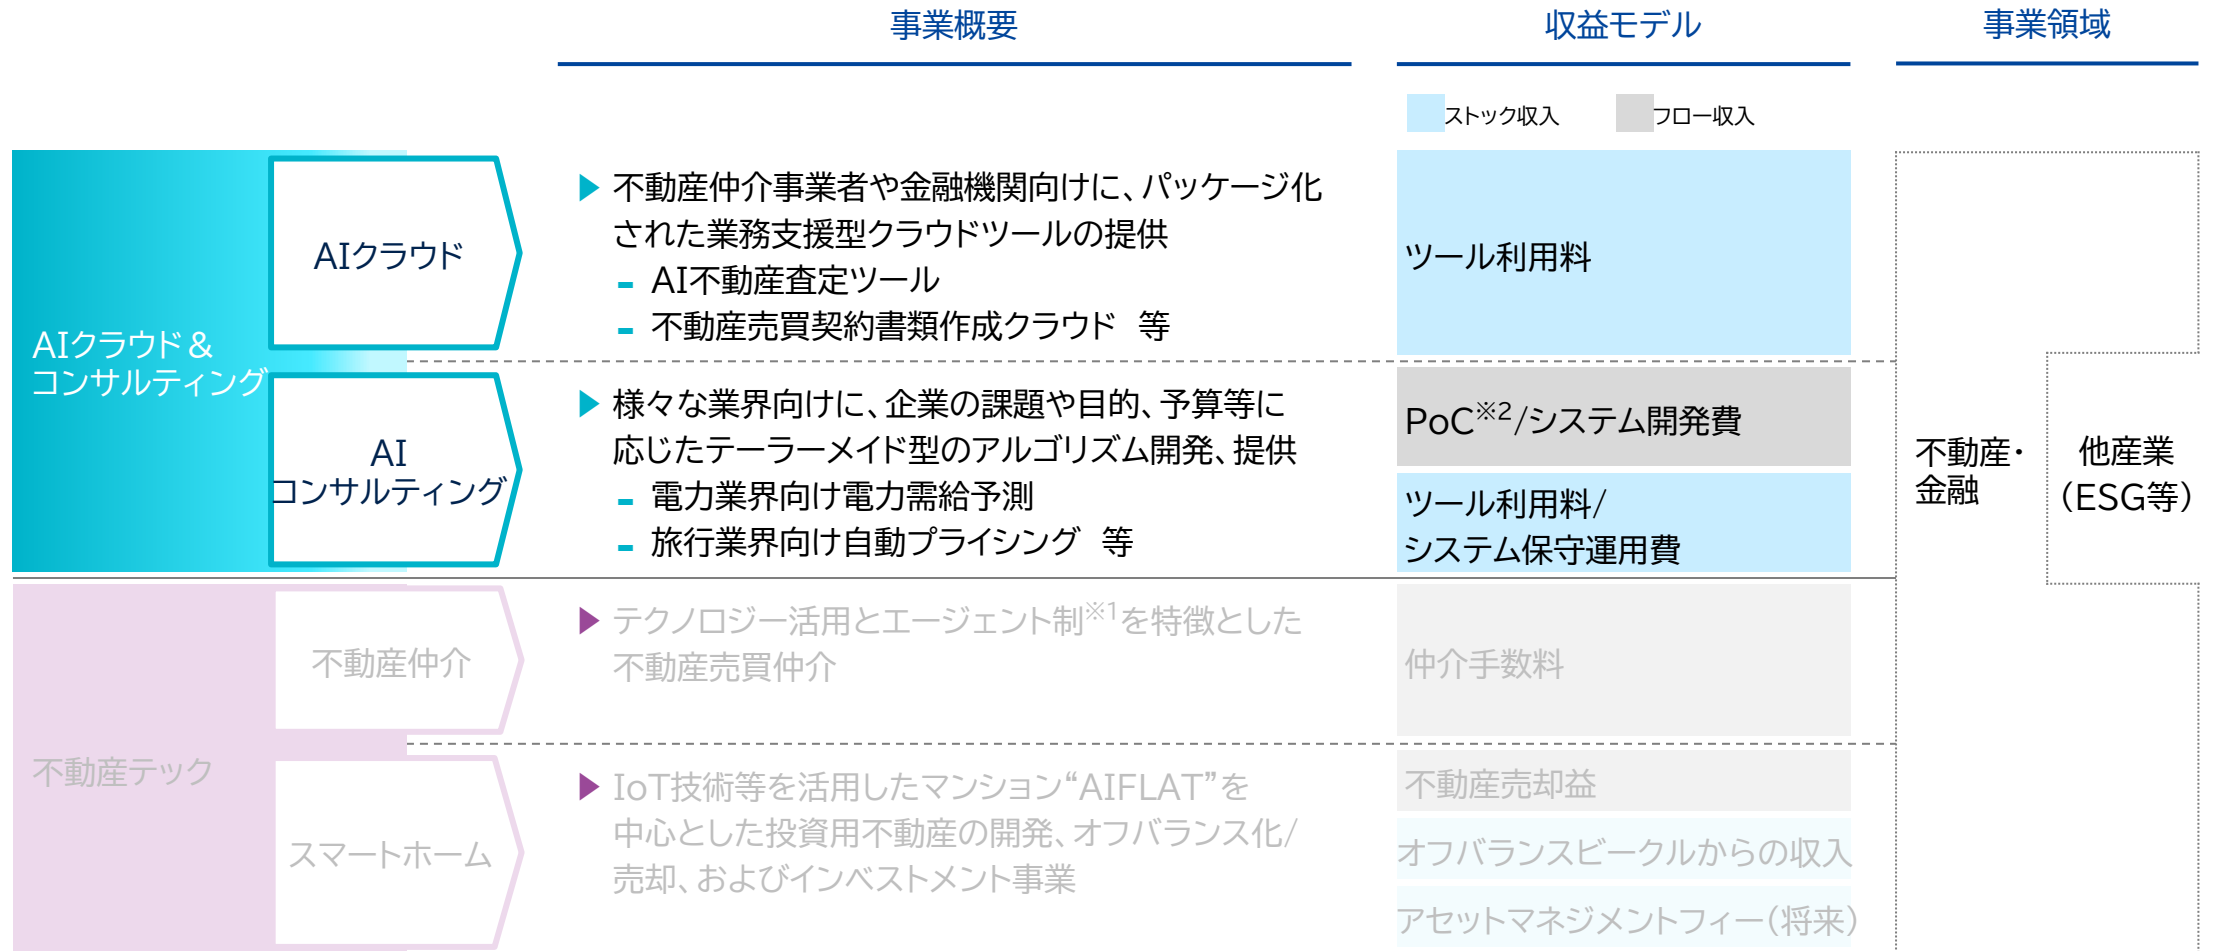 事業概要
収益モデル
事業領域
ストック収入
フロー収入
AIクラウド＆
コンサルティング
AIクラウド
不動産仲介事業者や金融機関向けに、パッケージ化
された業務支援型クラウドツールの提供
- AI不動産査定ツール
- 不動産売買契約書類作成クラウド 等
ツール利用料
AI
コンサルティング
様々な業界向けに、企業の課題や目的、予算等に
応じたテーラーメイド型のアルゴリズム開発、提供
- 電力業界向け電力需給予測
- 旅行業界向け自動プライシング 等
PoC※2/システム開発費
ツール利用料/
システム保守運用費
不動産・
金融
他産業
（ESG等）
不動産テック
不動産仲介
テクノロジー活用とエージェント制※1を特徴とした
不動産売買仲介
仲介手数料
スマートホーム
IoT技術等を活用したマンション“AIFLAT”を
中心とした投資用不動産の開発、オフバランス化/
売却、およびインベストメント事業
不動産売却益
オフバランスビークルからの収入
アセットマネジメントフィー（将来）